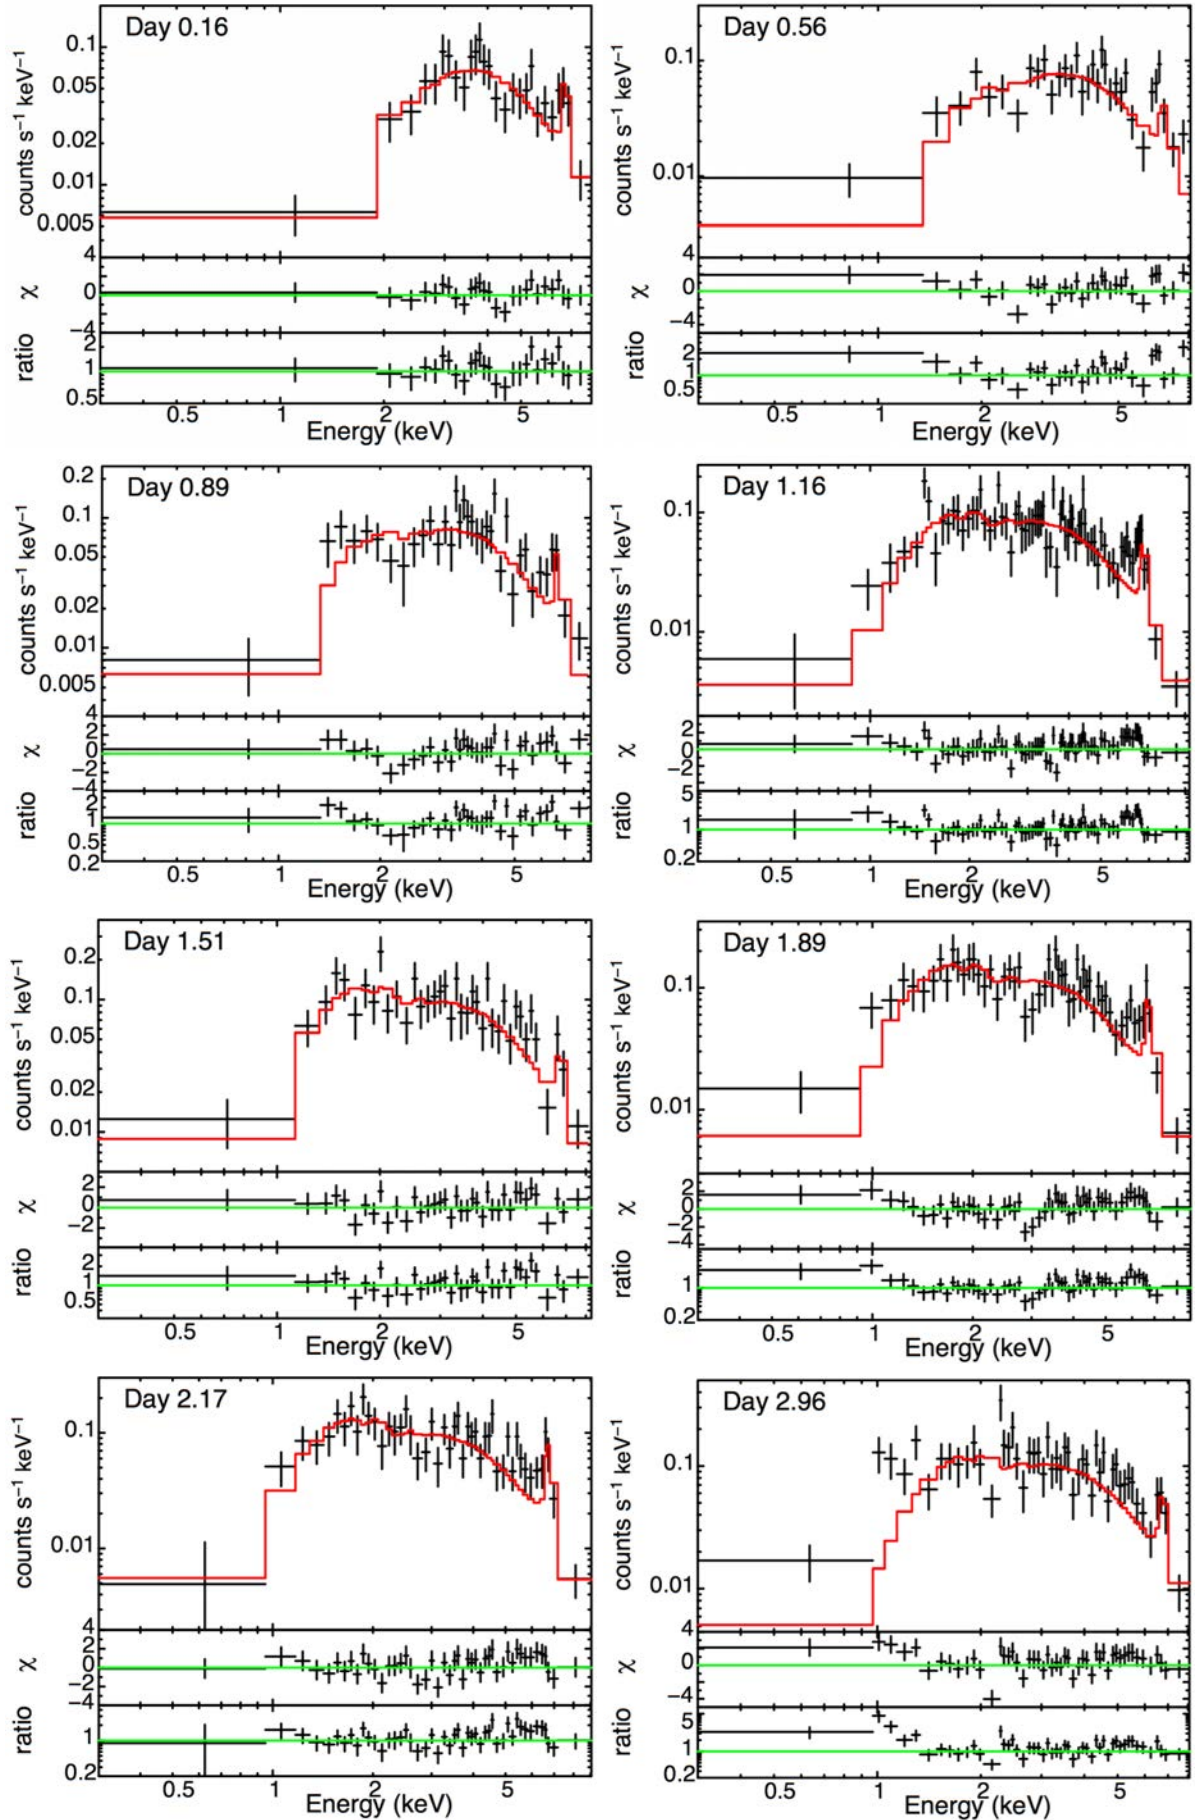 Day 0.16
counts s⁻¹ keV⁻¹
0.1
0.05
0.02
0.01
0.005
4
χ
0
−4
ratio
2
1
0.5
0.5 1 2 5
Energy (keV)
Day 0.56
counts s⁻¹ keV⁻¹
0.1
0.01
4
χ
0
−4
ratio
2
1
0.5
0.5 1 2 5
Energy (keV)
Day 0.89
counts s⁻¹ keV⁻¹
0.2
0.1
0.05
0.02
0.01
0.005
4
χ
2
0
−2
−4
ratio
2
1
0.5
0.2
0.5 1 2 5
Energy (keV)
Day 1.16
counts s⁻¹ keV⁻¹
0.1
0.01
χ
2
0
−2
ratio
5
1
0.2
0.5 1 2 5
Energy (keV)
Day 1.51
counts s⁻¹ keV⁻¹
0.2
0.1
0.05
0.02
0.01
χ
2
0
−2
ratio
2
1
0.5
0.5 1 2 5
Energy (keV)
Day 1.89
counts s⁻¹ keV⁻¹
0.1
0.01
χ
2
0
−2
−4
ratio
1
0.2
0.5 1 2 5
Energy (keV)
Day 2.17
counts s⁻¹ keV⁻¹
0.1
0.01
4
χ
2
0
−2
−4
ratio
1
0.2
0.5 1 2 5
Energy (keV)
Day 2.96
counts s⁻¹ keV⁻¹
0.1
0.01
4
χ
0
−4
ratio
5
1
0.2
0.5 1 2 5
Energy (keV)